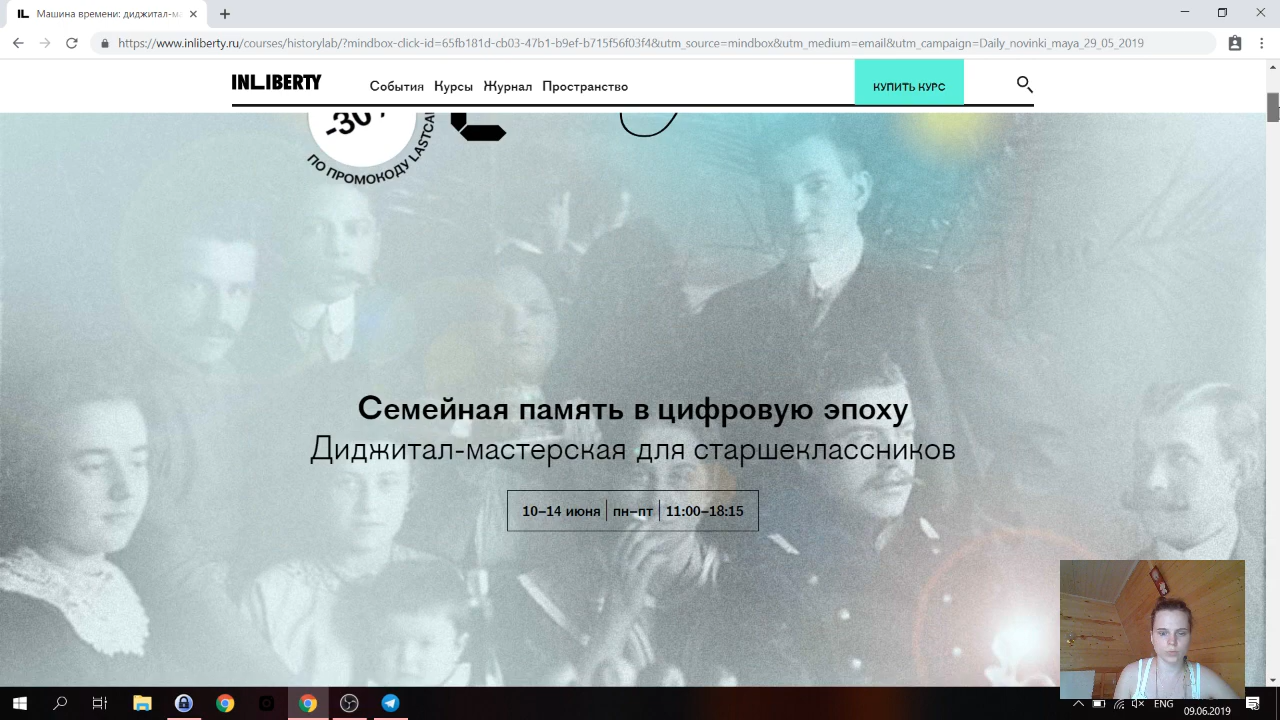 Машина времени: диджитал-ма
https://www.inliberty.ru/courses/historylab/?mindbox-click-id=65fb181d-cb03-47b1-b9ef-b715f56f03f4&utm_source=mindbox&utm_medium=email&utm_campaign=Daily_novinki_maya_29_05_2019
INLIBERTY
События Курсы Журнал Пространство
КУПИТЬ КУРС
ПО ПРОМОКОДУ
Семейная память в цифровую эпоху
Диджитал-мастерская для старшеклассников
10–14 июня | пн–пт | 11:00–18:15
ENG
09.06.2019